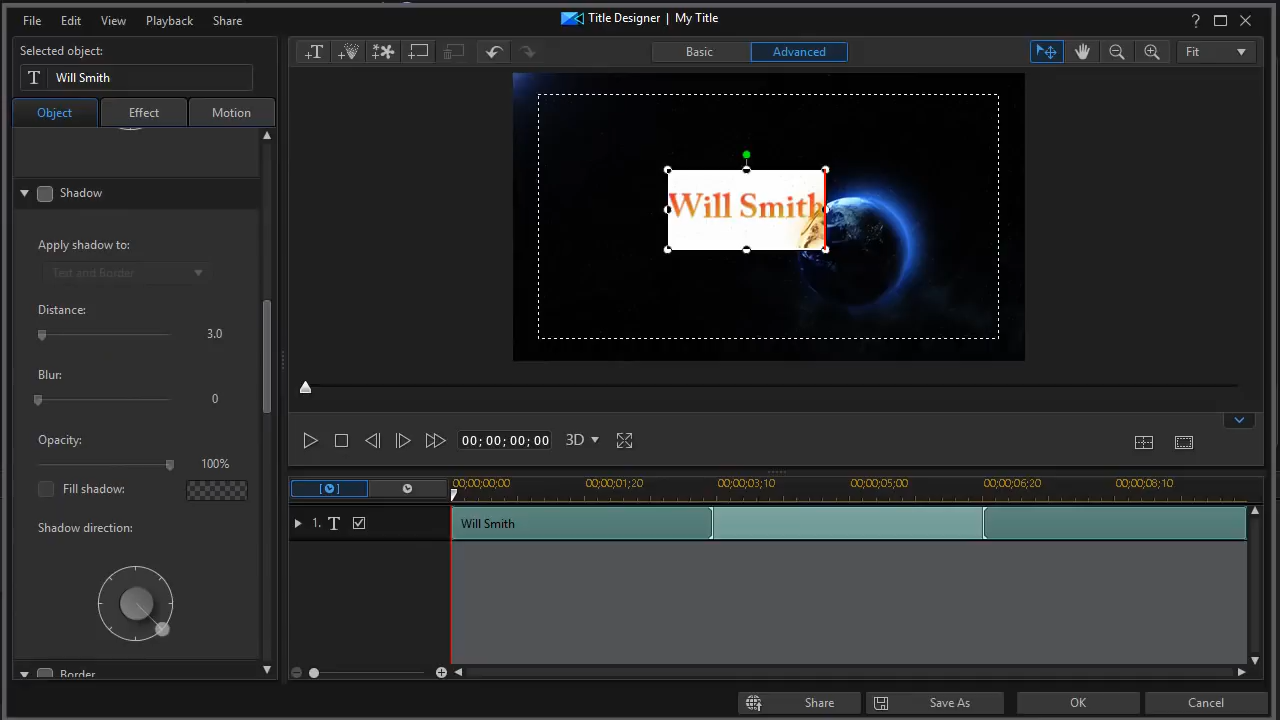 File Edit View Playback Share
Title Designer | My Title
?
Selected object:
T Will Smith
Object Effect Motion
Basic Advanced
Fit
Shadow
Apply shadow to:
Text and Border
Distance:
3.0
Blur:
0
Opacity:
100%
Fill shadow:
Shadow direction:
Border
Will Smith
00; 00; 00; 00 3D
00;00;00;00 00;00;01;20 00;00;03;10 00;00;05;00 00;00;06;20 00;00;08;10
1. T Will Smith
Share Save As OK Cancel